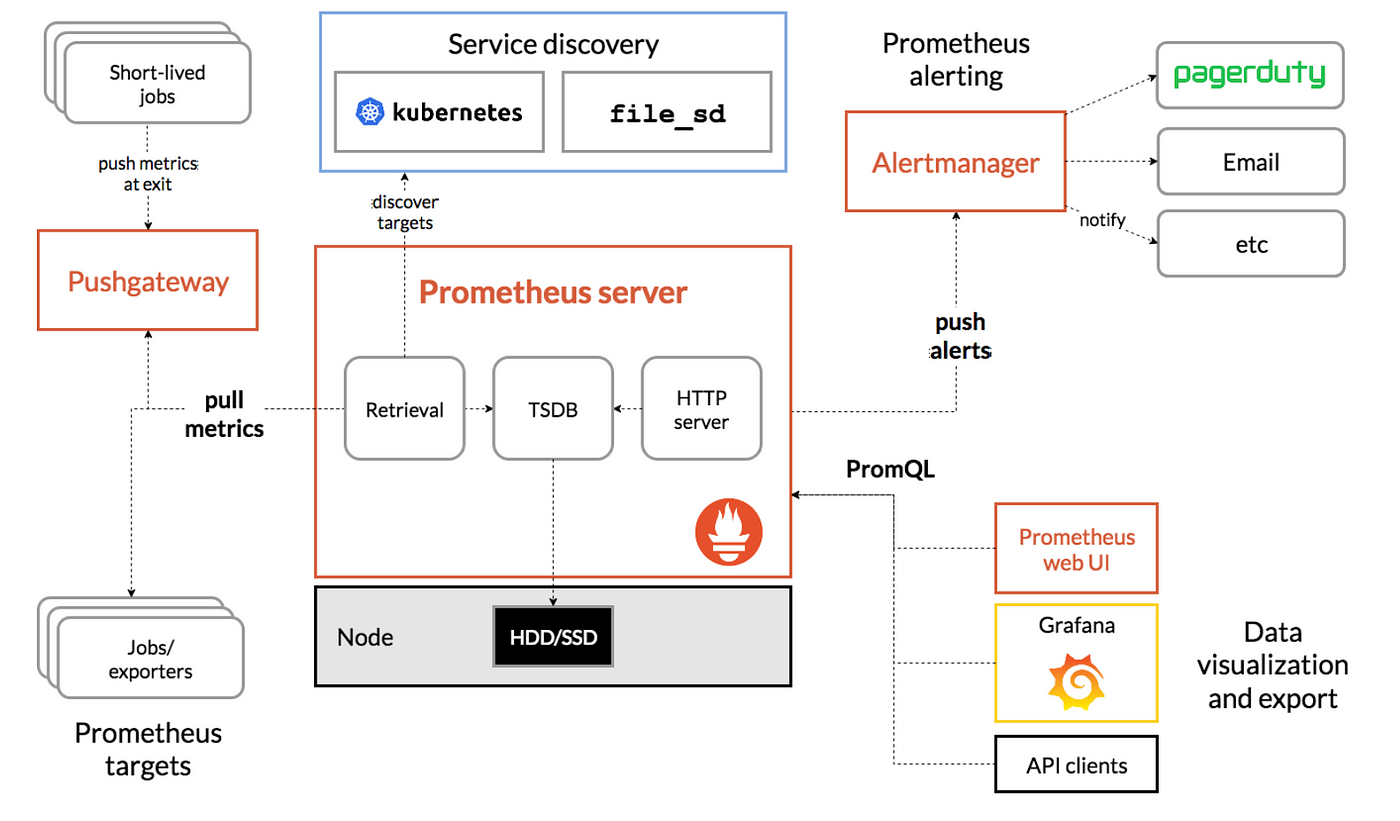 Short-lived
jobs
push metrics
at exit
Pushgateway
Service discovery
kubernetes
file_sd
discover
targets
Prometheus server
Retrieval
TSDB
HTTP
server
pull
metrics
Node
HDD/SSD
Jobs/
exporters
Prometheus
targets
Prometheus
alerting
Alertmanager
pagerduty
Email
notify
etc
push
alerts
PromQL
Prometheus
web UI
Grafana
API clients
Data
visualization
and export